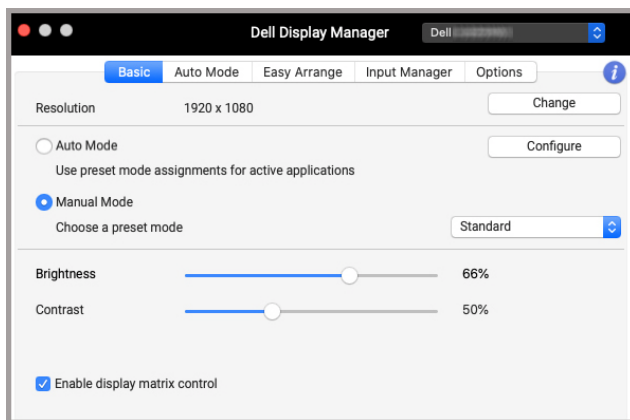 Dell Display Manager
Dell
Basic Auto Mode Easy Arrange Input Manager Options i
Resolution 1920 x 1080 Change
Auto Mode Configure
Use preset mode assignments for active applications
Manual Mode
Choose a preset mode Standard
Brightness 66%
Contrast 50%
Enable display matrix control